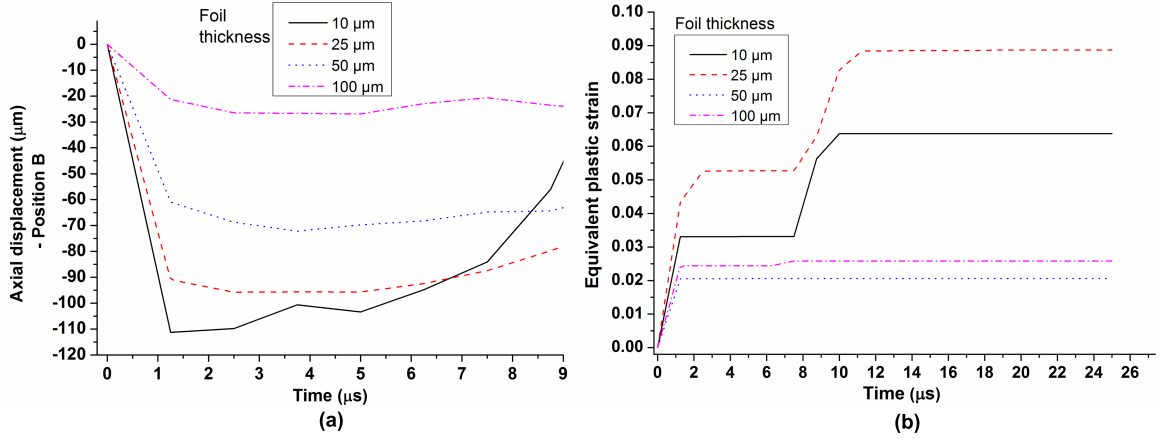 Foil
thickness
10 μm
25 μm
50 μm
100 μm
0
-10
-20
-30
-40
-50
-60
-70
-80
-90
-100
-110
-120
Axial displacement (μm)
- Position B
0 1 2 3 4 5 6 7 8 9
Time (μs)
(a)
Foil thickness
10 μm
25 μm
50 μm
100 μm
0.10
0.09
0.08
0.07
0.06
0.05
0.04
0.03
0.02
0.01
0.00
Equivalent plastic strain
0 2 4 6 8 10 12 14 16 18 20 22 24 26
Time (μs)
(b)